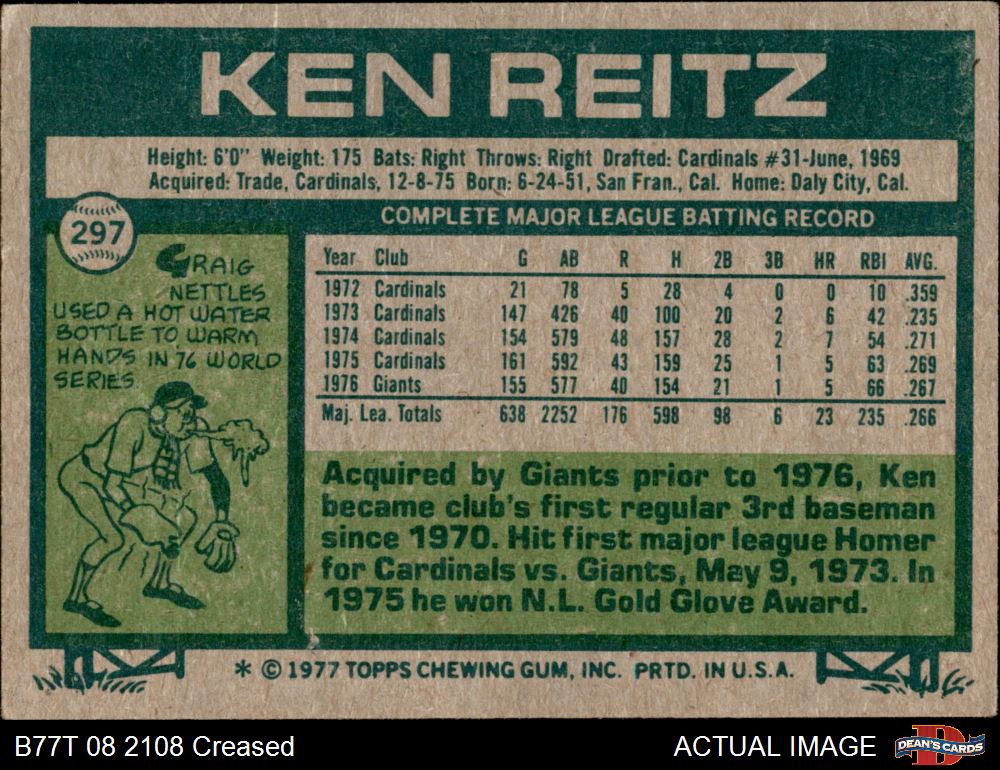 KEN REITZ
Height: 6'0" Weight: 175 Bats: Right Throws: Right Drafted: Cardinals #31-June, 1969
Acquired: Trade, Cardinals, 12-8-75 Born: 6-24-51, San Fran., Cal. Home: Daly City, Cal.
297
GRAIG
NETTLES
USED A HOT WATER
BOTTLE TO WARM
HANDS IN '76 WORLD
SERIES
COMPLETE MAJOR LEAGUE BATTING RECORD
Year Club G AB R H 2B 3B HR RBI AVG.
1972 Cardinals 21 78 5 28 4 0 0 10 .359
1973 Cardinals 147 426 40 100 20 2 6 42 .235
1974 Cardinals 154 579 48 157 28 2 7 54 .271
1975 Cardinals 161 592 43 159 25 1 5 63 .269
1976 Giants 155 577 40 154 21 1 5 66 .267
Maj. Lea. Totals 638 2252 176 598 98 6 23 235 .266
Acquired by Giants prior to 1976, Ken
became club's first regular 3rd baseman
since 1970. Hit first major league Homer
for Cardinals vs. Giants, May 9, 1973. In
1975 he won N.L. Gold Glove Award.
* © 1977 TOPPS CHEWING GUM, INC. PRTD. IN U.S.A.
B77T 08 2108 Creased
ACTUAL IMAGE
DEAN'S CARDS